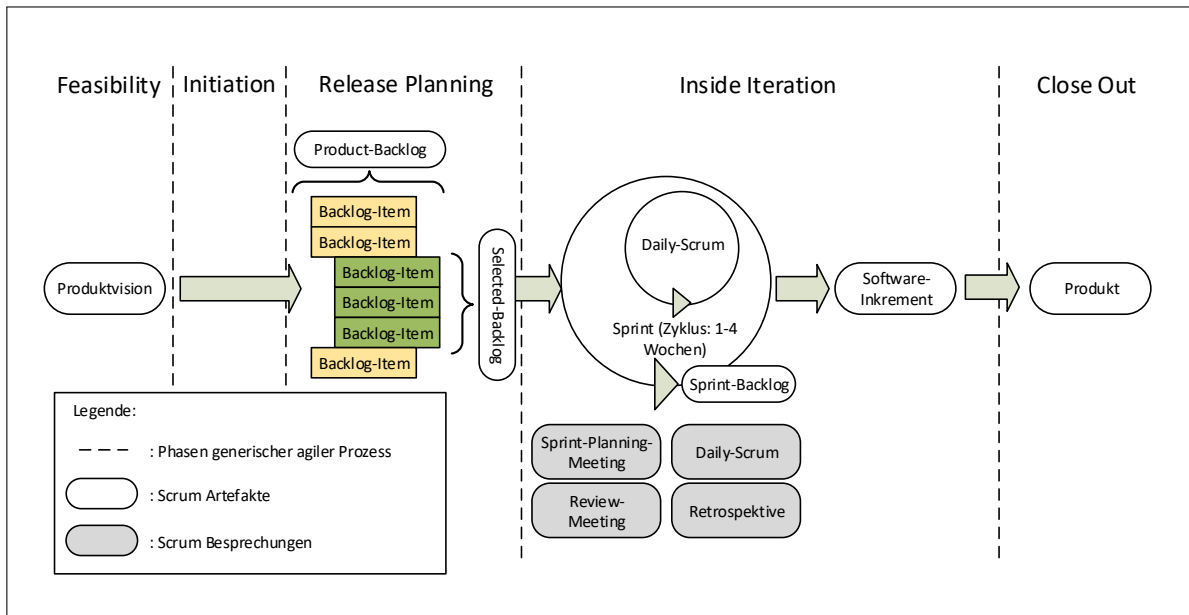 Feasibility
Initiation
Release Planning
Inside Iteration
Close Out
Product-Backlog
Backlog-Item
Backlog-Item
Backlog-Item
Backlog-Item
Backlog-Item
Backlog-Item
Selected-Backlog
Produktvision
Daily-Scrum
Sprint (Zyklus: 1-4
Wochen)
Sprint-Backlog
Software-
Inkrement
Produkt
Sprint-Planning-
Meeting
Daily-Scrum
Review-
Meeting
Retrospektive
Legende:
: Phasen generischer agiler Prozess
: Scrum Artefakte
: Scrum Besprechungen